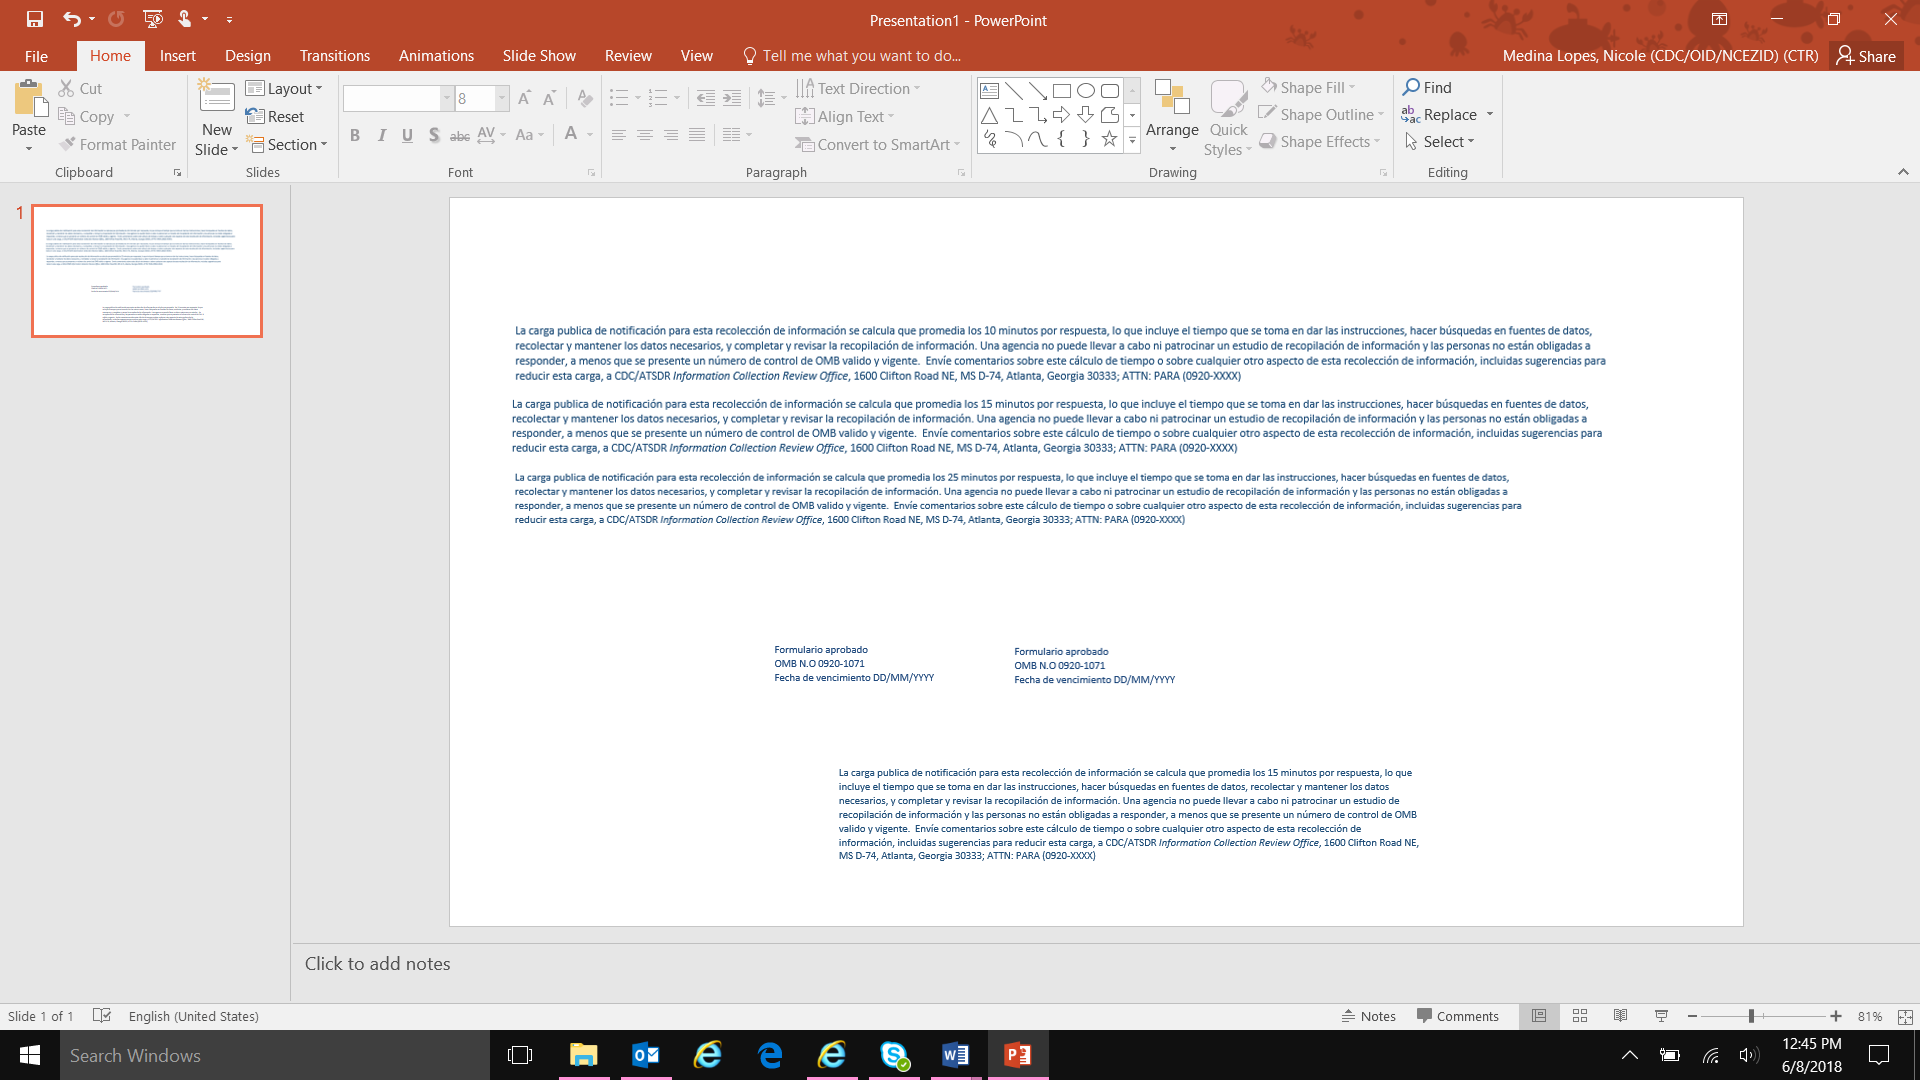 Presentation1 - PowerPoint
File Home Insert Design Transitions Animations Slide Show Review View Tell me what you want to do... Medina Lopes, Nicole (CDC/OID/NCEZID) (CTR) Share
Paste Cut Copy Format Painter
Clipboard
New Slide Layout Reset Section
Slides
8
B I U S abc AV Aa A
Font
Text Direction
Align Text
Convert to SmartArt
Paragraph
Arrange Quick Styles Shape Fill Shape Outline Shape Effects
Drawing
Find
Replace
Select
Editing
1
La carga publica de notificación para esta recolección de información se calcula que promedia los 10 minutos por respuesta, lo que incluye el tiempo que se toma en dar las instrucciones, hacer búsquedas en fuentes de datos,
recolectar y mantener los datos necesarios, y completar y revisar la recopilación de información. Una agencia no puede llevar a cabo ni patrocinar un estudio de recopilación de información y las personas no están obligadas a
responder, a menos que se presente un número de control de OMB valido y vigente.  Envíe comentarios sobre este cálculo de tiempo o sobre cualquier otro aspecto de esta recolección de información, incluidas sugerencias para
reducir esta carga, a CDC/ATSDR Information Collection Review Office, 1600 Clifton Road NE, MS D-74, Atlanta, Georgia 30333; ATTN: PARA (0920-XXXX)
La carga publica de notificación para esta recolección de información se calcula que promedia los 15 minutos por respuesta, lo que incluye el tiempo que se toma en dar las instrucciones, hacer búsquedas en fuentes de datos,
recolectar y mantener los datos necesarios, y completar y revisar la recopilación de información. Una agencia no puede llevar a cabo ni patrocinar un estudio de recopilación de información y las personas no están obligadas a
responder, a menos que se presente un número de control de OMB valido y vigente.  Envíe comentarios sobre este cálculo de tiempo o sobre cualquier otro aspecto de esta recolección de información, incluidas sugerencias para
reducir esta carga, a CDC/ATSDR Information Collection Review Office, 1600 Clifton Road NE, MS D-74, Atlanta, Georgia 30333; ATTN: PARA (0920-XXXX)
La carga publica de notificación para esta recolección de información se calcula que promedia los 25 minutos por respuesta, lo que incluye el tiempo que se toma en dar las instrucciones, hacer búsquedas en fuentes de datos,
recolectar y mantener los datos necesarios, y completar y revisar la recopilación de información. Una agencia no puede llevar a cabo ni patrocinar un estudio de recopilación de información y las personas no están obligadas a
responder, a menos que se presente un número de control de OMB valido y vigente.  Envíe comentarios sobre este cálculo de tiempo o sobre cualquier otro aspecto de esta recolección de información, incluidas sugerencias para
reducir esta carga, a CDC/ATSDR Information Collection Review Office, 1600 Clifton Road NE, MS D-74, Atlanta, Georgia 30333; ATTN: PARA (0920-XXXX)
Formulario aprobado
OMB N.O 0920-1071
Fecha de vencimiento DD/MM/YYYY
Formulario aprobado
OMB N.O 0920-1071
Fecha de vencimiento DD/MM/YYYY
La carga publica de notificación para esta recolección de información se calcula que promedia los 15 minutos por respuesta, lo que
incluye el tiempo que se toma en dar las instrucciones, hacer búsquedas en fuentes de datos, recolectar y mantener los datos
necesarios, y completar y revisar la recopilación de información. Una agencia no puede llevar a cabo ni patrocinar un estudio de
recopilación de información y las personas no están obligadas a responder, a menos que se presente un número de control de OMB
valido y vigente.  Envíe comentarios sobre este cálculo de tiempo o sobre cualquier otro aspecto de esta recolección de
información, incluidas sugerencias para reducir esta carga, a CDC/ATSDR Information Collection Review Office, 1600 Clifton Road NE,
MS D-74, Atlanta, Georgia 30333; ATTN: PARA (0920-XXXX)
Click to add notes
Slide 1 of 1 English (United States) Notes Comments 81%
Search Windows
12:45 PM
6/8/2018